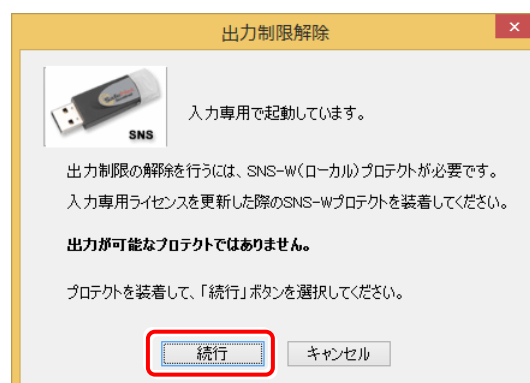 出力制限解除
SNS
入力専用で起動しています。
出力制限の解除を行うには、SNS-W(ローカル)プロテクトが必要です。
入力専用ライセンスを更新した際のSNS-Wプロテクトを装着してください。
出力が可能なプロテクトではありません。
プロテクトを装着して、「続行」ボタンを選択してください。
続行
キャンセル